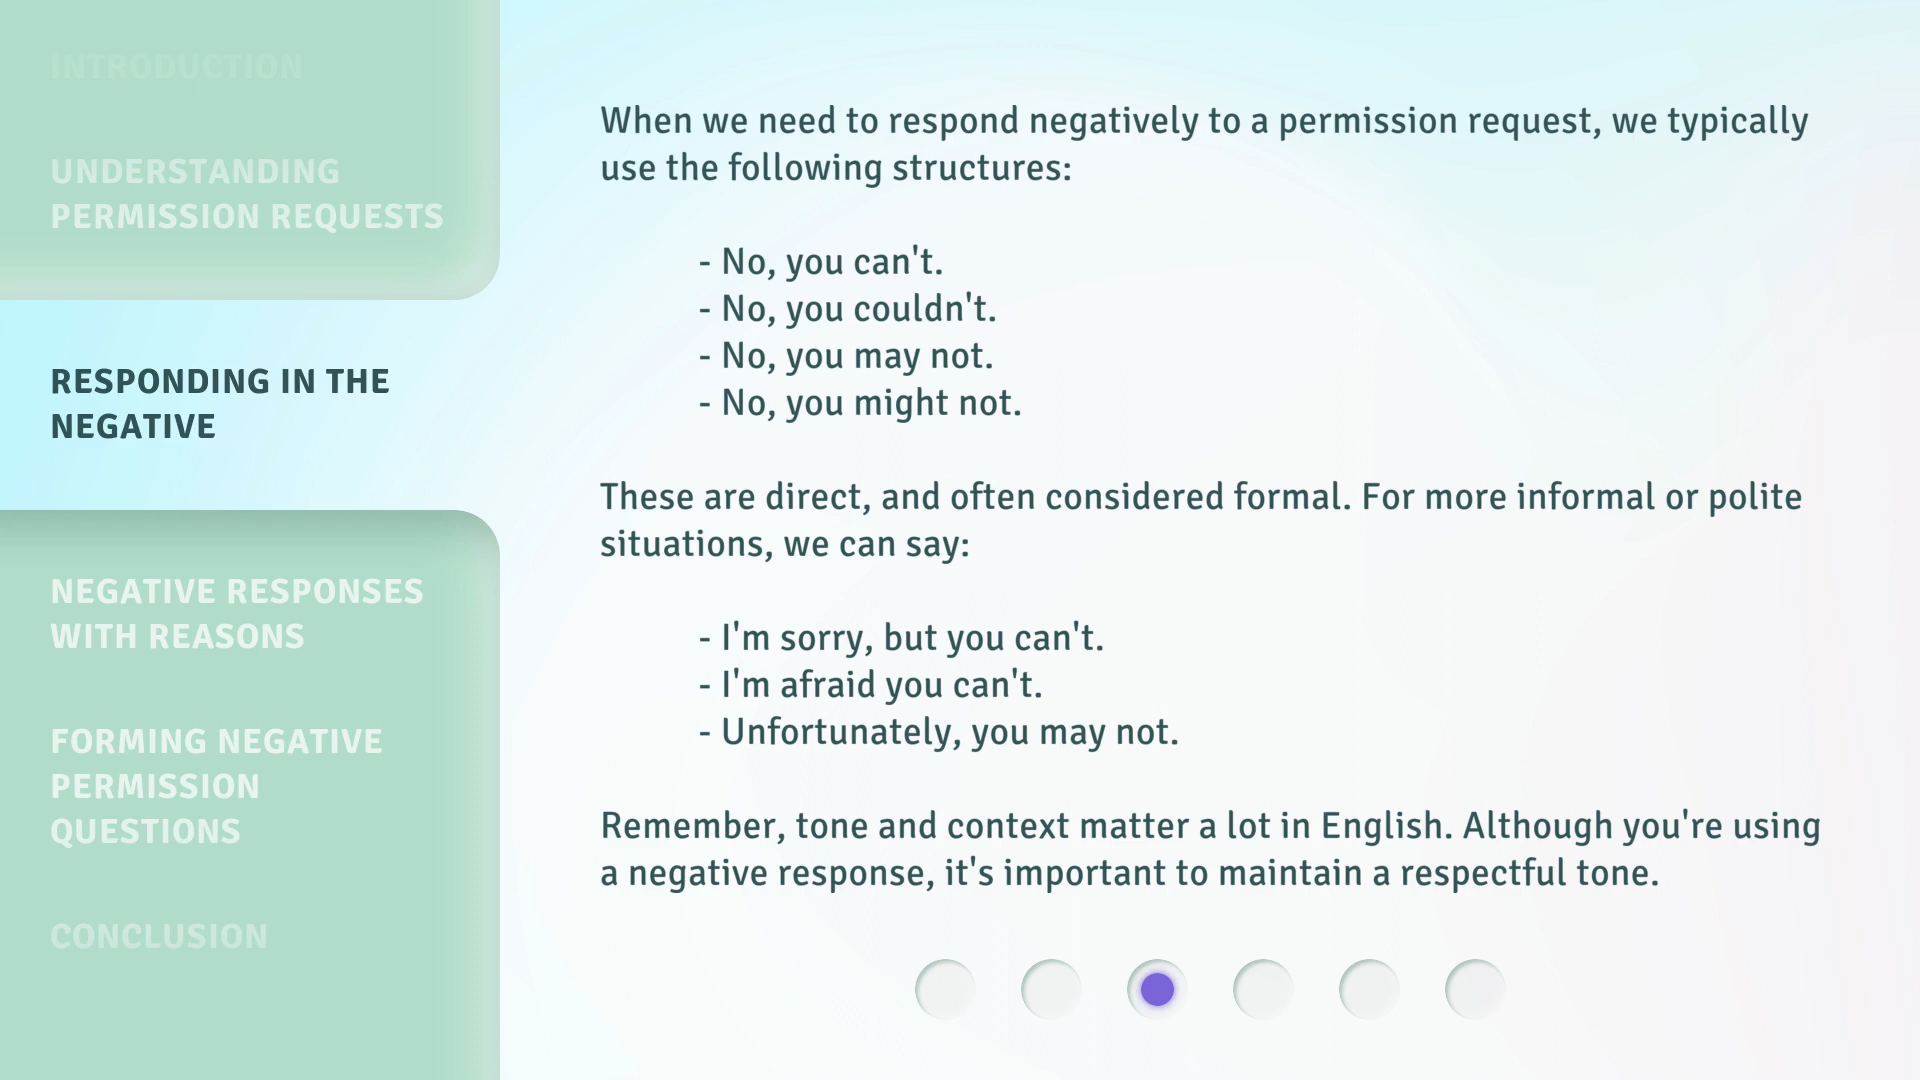 INTRODUCTION
UNDERSTANDING
PERMISSION REQUESTS
RESPONDING IN THE
NEGATIVE
NEGATIVE RESPONSES
WITH REASONS
FORMING NEGATIVE
PERMISSION
QUESTIONS
CONCLUSION
When we need to respond negatively to a permission request, we typically
use the following structures:
- No, you can't.
- No, you couldn't.
- No, you may not.
- No, you might not.
These are direct, and often considered formal. For more informal or polite
situations, we can say:
- I'm sorry, but you can't.
- I'm afraid you can't.
- Unfortunately, you may not.
Remember, tone and context matter a lot in English. Although you're using
a negative response, it's important to maintain a respectful tone.